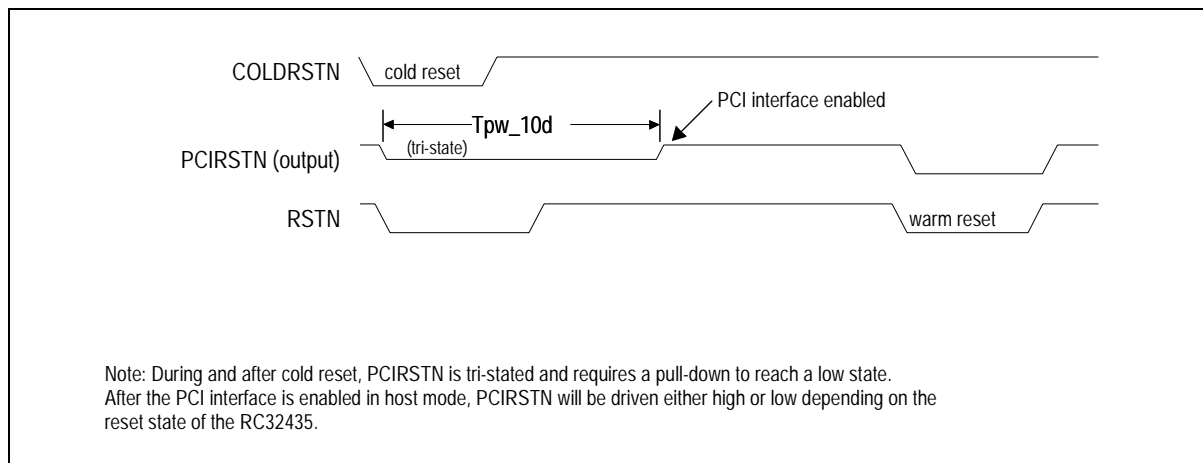 COLDRSTN
cold reset
PCI interface enabled
Tpw_10d
PCIRSTN (output)
(tri-state)
RSTN
warm reset
Note: During and after cold reset, PCIRSTN is tri-stated and requires a pull-down to reach a low state.
After the PCI interface is enabled in host mode, PCIRSTN will be driven either high or low depending on the
reset state of the RC32435.